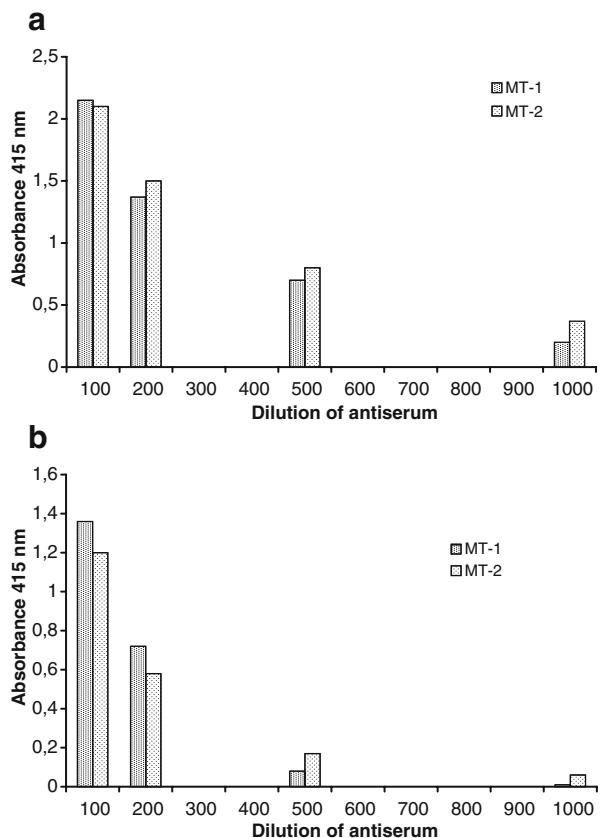 a
2,5
2
1,5
1
0,5
0
Absorbance 415 nm
MT-1
MT-2
100 200 300 400 500 600 700 800 900 1000
Dilution of antiserum
b
1,6
1,4
1,2
1
0,8
0,6
0,4
0,2
0
Absorbance 415 nm
MT-1
MT-2
100 200 300 400 500 600 700 800 900 1000
Dilution of antiserum